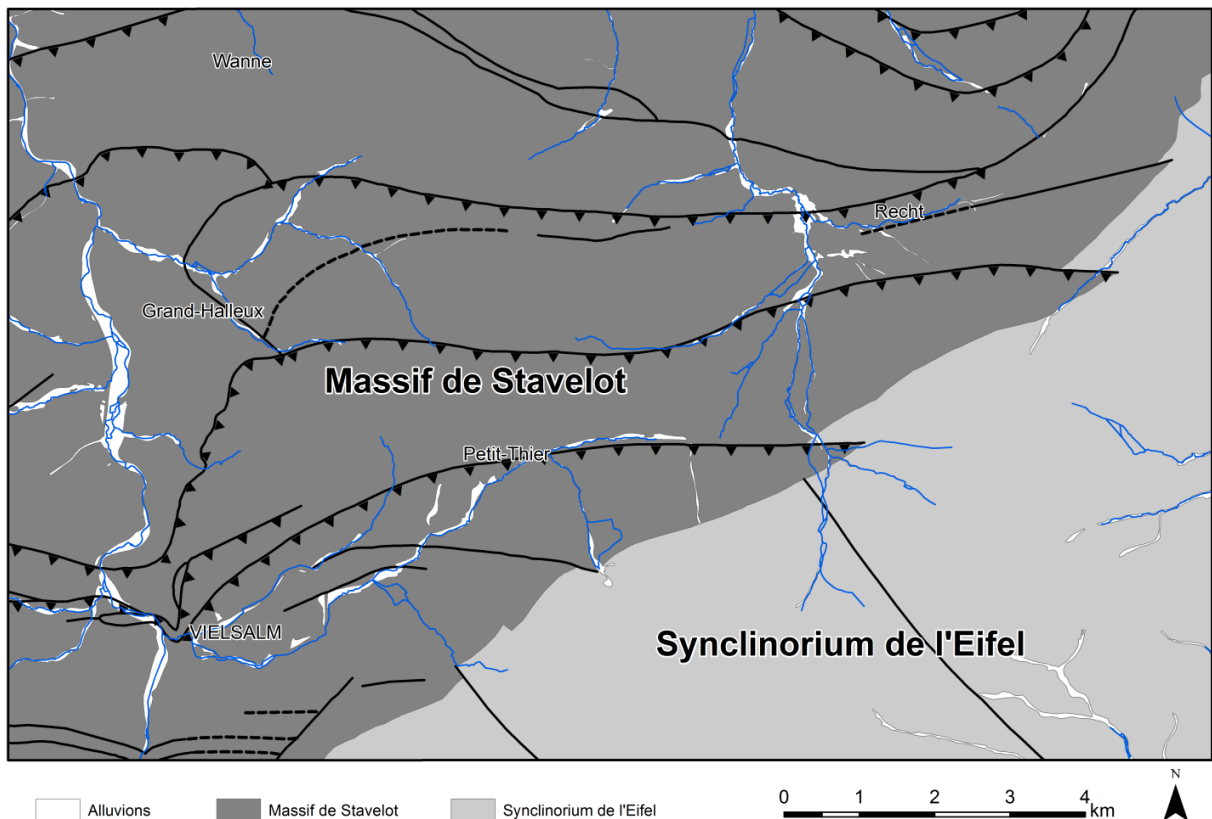 Wanne
Recht
Grand-Halleux
Massif de Stavelot
Petit-Thier
VIELSALM
Synclinorium de l'Eifel
N
0 1 2 3 4
km
Alluvions
Massif de Stavelot
Synclinorium de l'Eifel